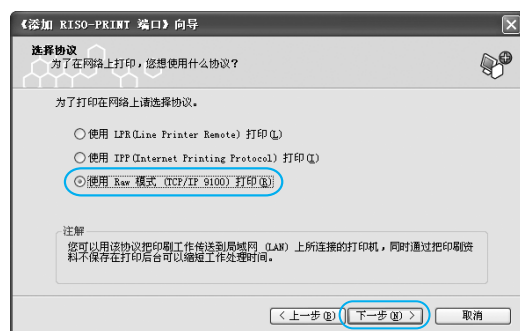 《添加 RISO-PRINT 端口》向导
选择协议
为了在网络上打印，您想使用什么协议?
为了打印在网络上请选择协议。
使用 LPR(Line Printer Remote) 打印(L)
使用 IPP(Internet Printing Protocol) 打印(I)
使用 Raw 模式 (TCP/IP 9100) 打印(R)
注解
您可以用该协议把印刷工作传送到局域网 (LAN) 上所连接的打印机，同时通过把印刷资
料不保存在打印后台可以缩短工作处理时间。
< 上一步(B)
下一步(N) >
取消